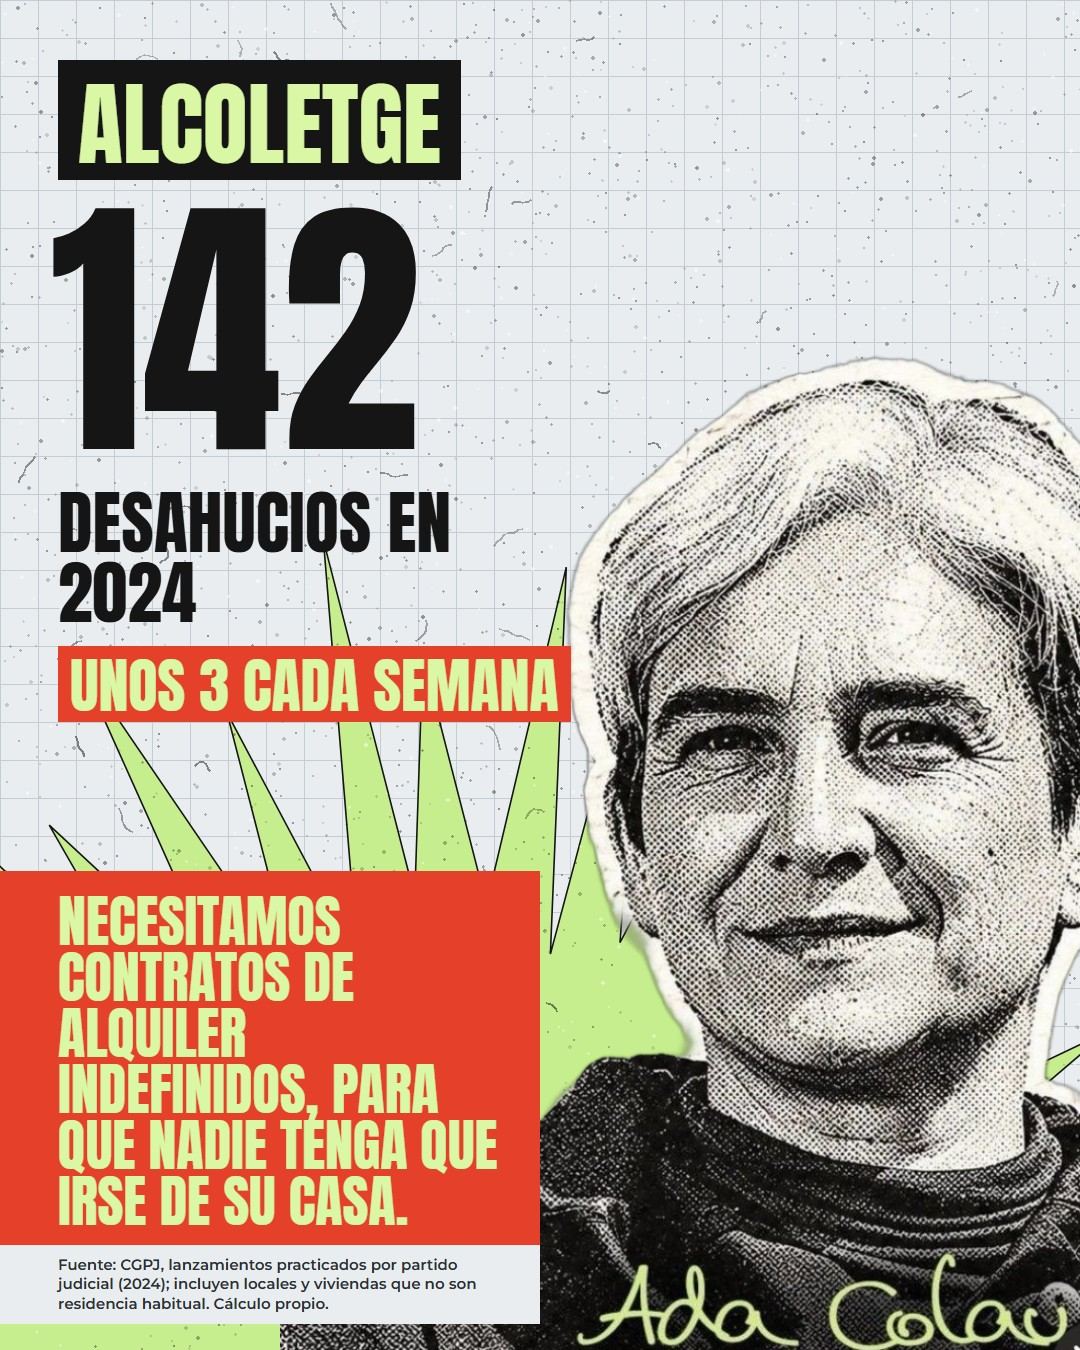 ALCOLETGE
142
DESAHUCIOS EN
2024
UNOS 3 CADA SEMANA
NECESITAMOS
CONTRATOS DE
ALQUILER
INDEFINIDOS, PARA
QUE NADIE TENGA QUE
IRSE DE SU CASA.
Fuente: CGPJ, lanzamientos practicados por partido
judicial (2024); incluyen locales y viviendas que no son
residencia habitual. Cálculo propio.
Ada Colau